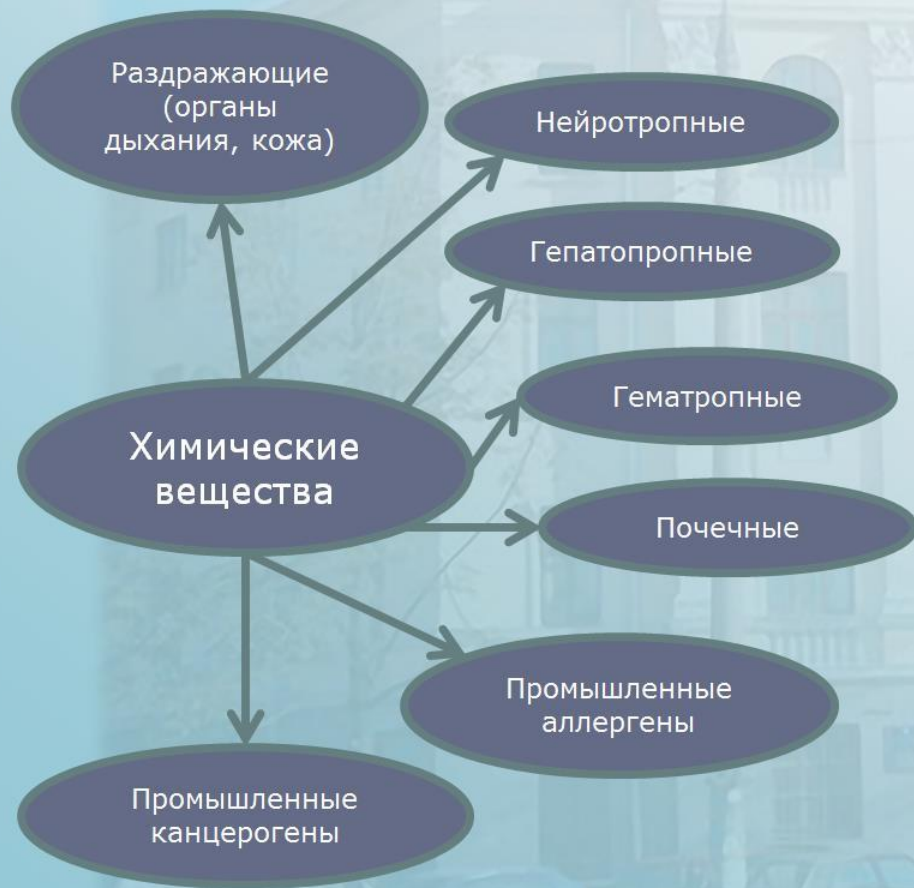 Раздражающие
(органы
дыхания, кожа)
Нейротропные
Гепатопропные
Гематропные
Химические
вещества
Почечные
Промышленные
аллергены
Промышленные
канцерогены